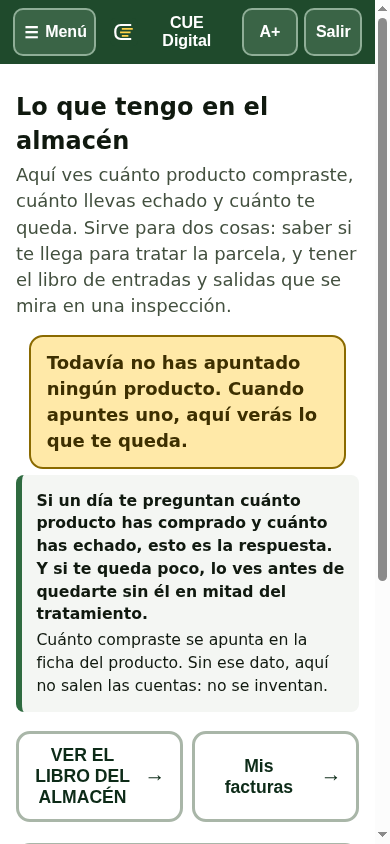 ☰ Menú
CUE
Digital
A+
Salir
Lo que tengo en el
almacén
Aquí ves cuánto producto compraste,
cuánto llevas echado y cuánto te
queda. Sirve para dos cosas: saber si
te llega para tratar la parcela, y tener
el libro de entradas y salidas que se
mira en una inspección.
Todavía no has apuntado
ningún producto. Cuando
apuntes uno, aquí verás lo
que te queda.
Si un día te preguntan cuánto
producto has comprado y cuánto
has echado, esto es la respuesta.
Y si te queda poco, lo ves antes de
quedarte sin él en mitad del
tratamiento.
Cuánto compraste se apunta en la
ficha del producto. Sin ese dato, aquí
no salen las cuentas: no se inventan.
VER EL
LIBRO DEL
ALMACÉN
→
Mis
facturas
→